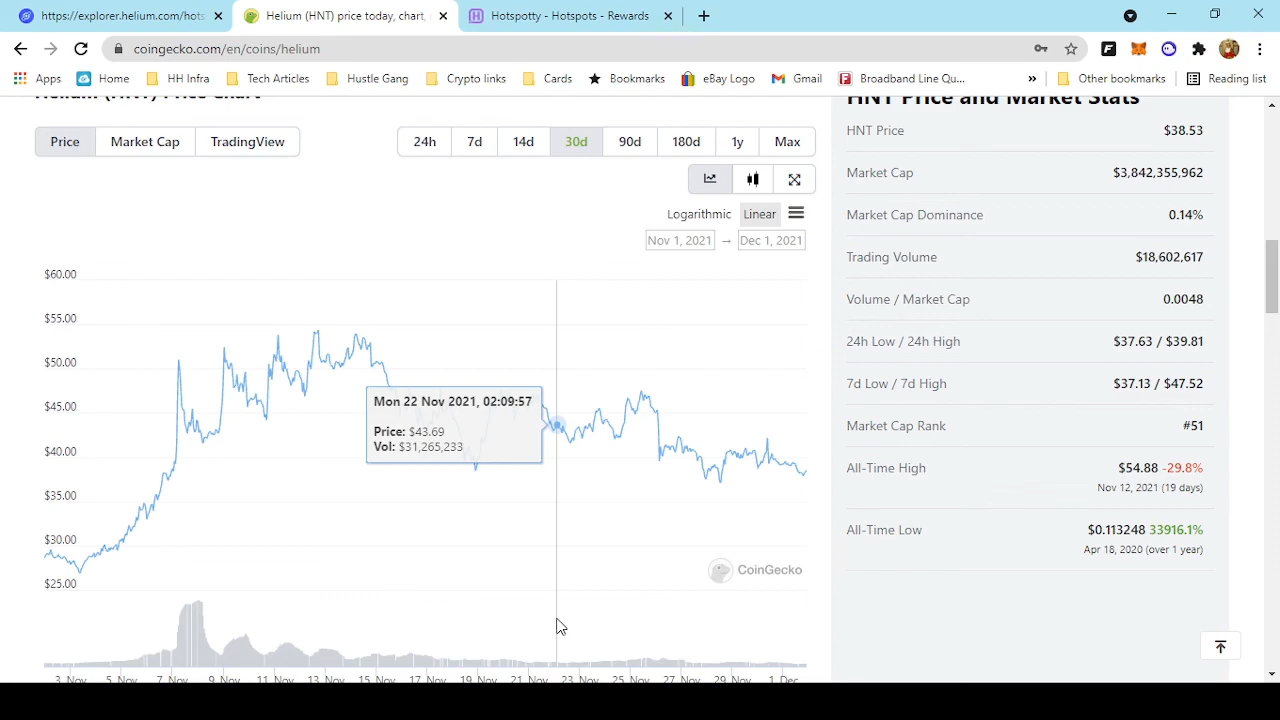 https://explorer.helium.com/hots
Helium (HNT) price today, chart,
Hotspotty - Hotspots - Rewards
coingecko.com/en/coins/helium
Apps Home HH Infra Tech Articles Hustle Gang Crypto links Cards Bookmarks eBay Logo Gmail Broadband Line Qu... » Other bookmarks Reading list
Helium (HNT) Price Chart
Price Market Cap TradingView
24h 7d 14d 30d 90d 180d 1y Max
Logarithmic Linear
Nov 1, 2021 → Dec 1, 2021
$60.00
$55.00
$50.00
$45.00
$40.00
$35.00
$30.00
$25.00
Mon 22 Nov 2021, 02:09:57
Price: $43.69
Vol: $31,265,233
CoinGecko
3. Nov 5. Nov 7. Nov 9. Nov 11. Nov 13. Nov 15. Nov 17. Nov 19. Nov 21. Nov 23. Nov 25. Nov 27. Nov 29. Nov 1. Dec
HNT Price and Market Stats
HNT Price $38.53
Market Cap $3,842,355,962
Market Cap Dominance 0.14%
Trading Volume $18,602,617
Volume / Market Cap 0.0048
24h Low / 24h High $37.63 / $39.81
7d Low / 7d High $37.13 / $47.52
Market Cap Rank #51
All-Time High $54.88 -29.8%
Nov 12, 2021 (19 days)
All-Time Low $0.113248 33916.1%
Apr 18, 2020 (over 1 year)